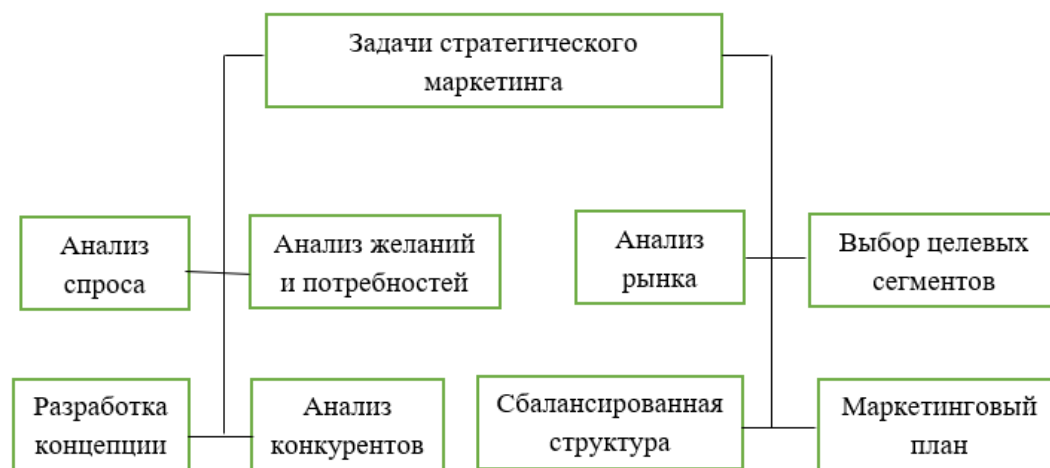 Задачи стратегического
маркетинга
Анализ
спроса
Анализ желаний
и потребностей
Анализ
рынка
Выбор целевых
сегментов
Разработка
концепции
Анализ
конкурентов
Сбалансированная
структура
Маркетинговый
план